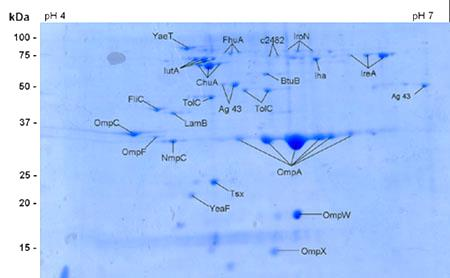 kDa pH 4 pH 7
100 -
75 -
50 -
37 -
25 -
20 -
15 -
YaeT FhuA c2482 IroN
IutA ChuA Iha IreA
BtuB
Ag 43
FliC TolC Ag 43 TolC
LamB
OmpC
OmpF NmpC
OmpA
Tsx
YeaF
OmpW
OmpX